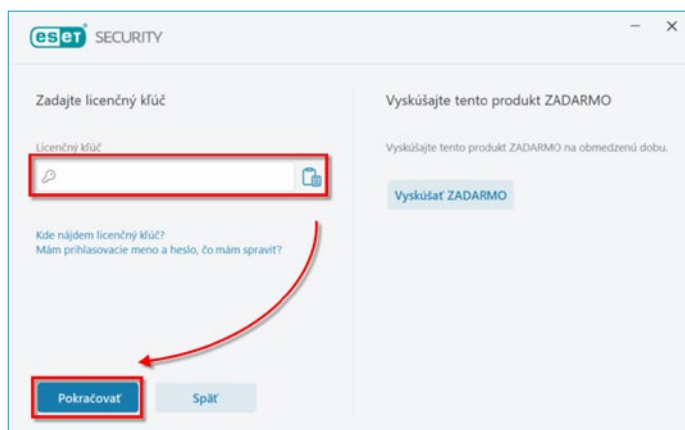 eset SECURITY
Zadajte licenčný kľúč
Licenčný kľúč
Kde nájdem licenčný kľúč?
Mám prihlasovacie meno a heslo, čo mám spraviť?
Pokračovať
Späť
Vyskúšajte tento produkt ZADARMO
Vyskúšajte tento produkt ZADARMO na obmedzenú dobu.
Vyskúšať ZADARMO